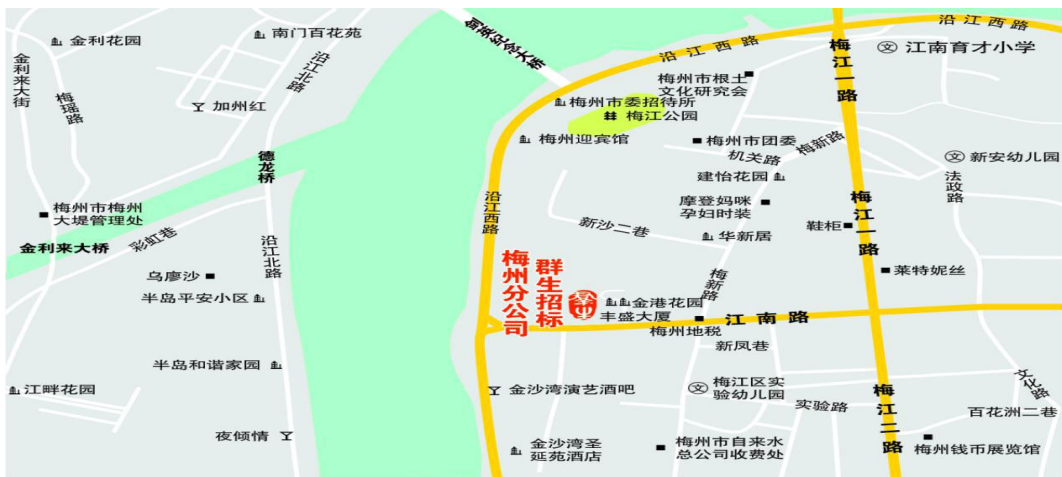 金利花园
南门百花苑
剑英纪念大桥
沿江西路
沿江西路
梅江一路
江南育才小学
金利来大街
梅瑶路
沿江北路
加州红
梅州市根土
文化研究会
梅州市委招待所
梅江公园
梅州迎宾馆
梅州市团委
机关路
梅新路
新安幼儿园
德龙桥
建怡花园
法政路
梅州市梅州
大堤管理处
沿江西路
摩登妈咪
孕妇时装
梅江一路
金利来大桥
彩虹巷
沿江北路
新沙二巷
鞋柜
华新居
乌廖沙
半岛平安小区
梅州分公司
群生招标
梅新路
莱特妮丝
金港花园
丰盛大厦
江南路
梅州地税
新凤巷
半岛和谐家园
江畔花园
金沙湾演艺酒吧
梅江区实
验幼儿园
实验路
梅江二路
文化路
百花洲二巷
夜倾情
金沙湾圣
延苑酒店
梅州市自来水
总公司收费处
梅州钱币展览馆